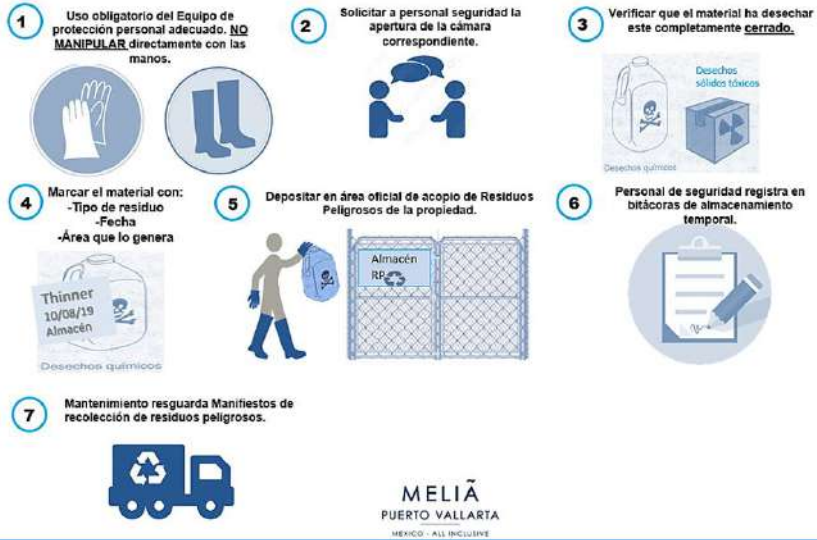 1
Uso obligatorio del Equipo de
protección personal adecuado. NO
MANIPULAR directamente con las
manos.
2
Solicitar a personal seguridad la
apertura de la cámara
correspondiente.
3
Verificar que el material ha desechar
este completamente cerrado.
Desechos
sólidos tóxicos
Desechos químicos
4
Marcar el material con:
-Tipo de residuo
-Fecha
-Área que lo genera
Thinner
10/08/19
Almacén
Desechos químicos
5
Depositar en área oficial de acopio de Residuos
Peligrosos de la propiedad.
Almacén
RP
6
Personal de seguridad registra en
bitácoras de almacenamiento
temporal.
7
Mantenimiento resguarda Manifiestos de
recolección de residuos peligrosos.
MELIÃ
PUERTO VALLARTA
MÉXICO - ALL INCLUSIVE